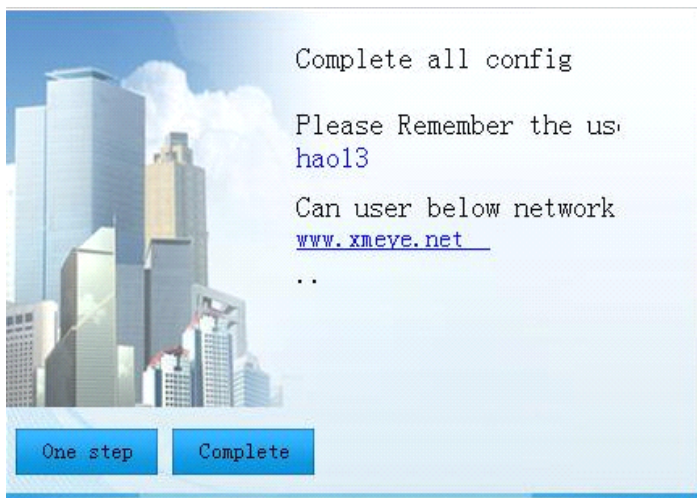 Complete all config
Please Remember the us
hao13
Can user below network
www.xmeye.net
..
One step
Complete